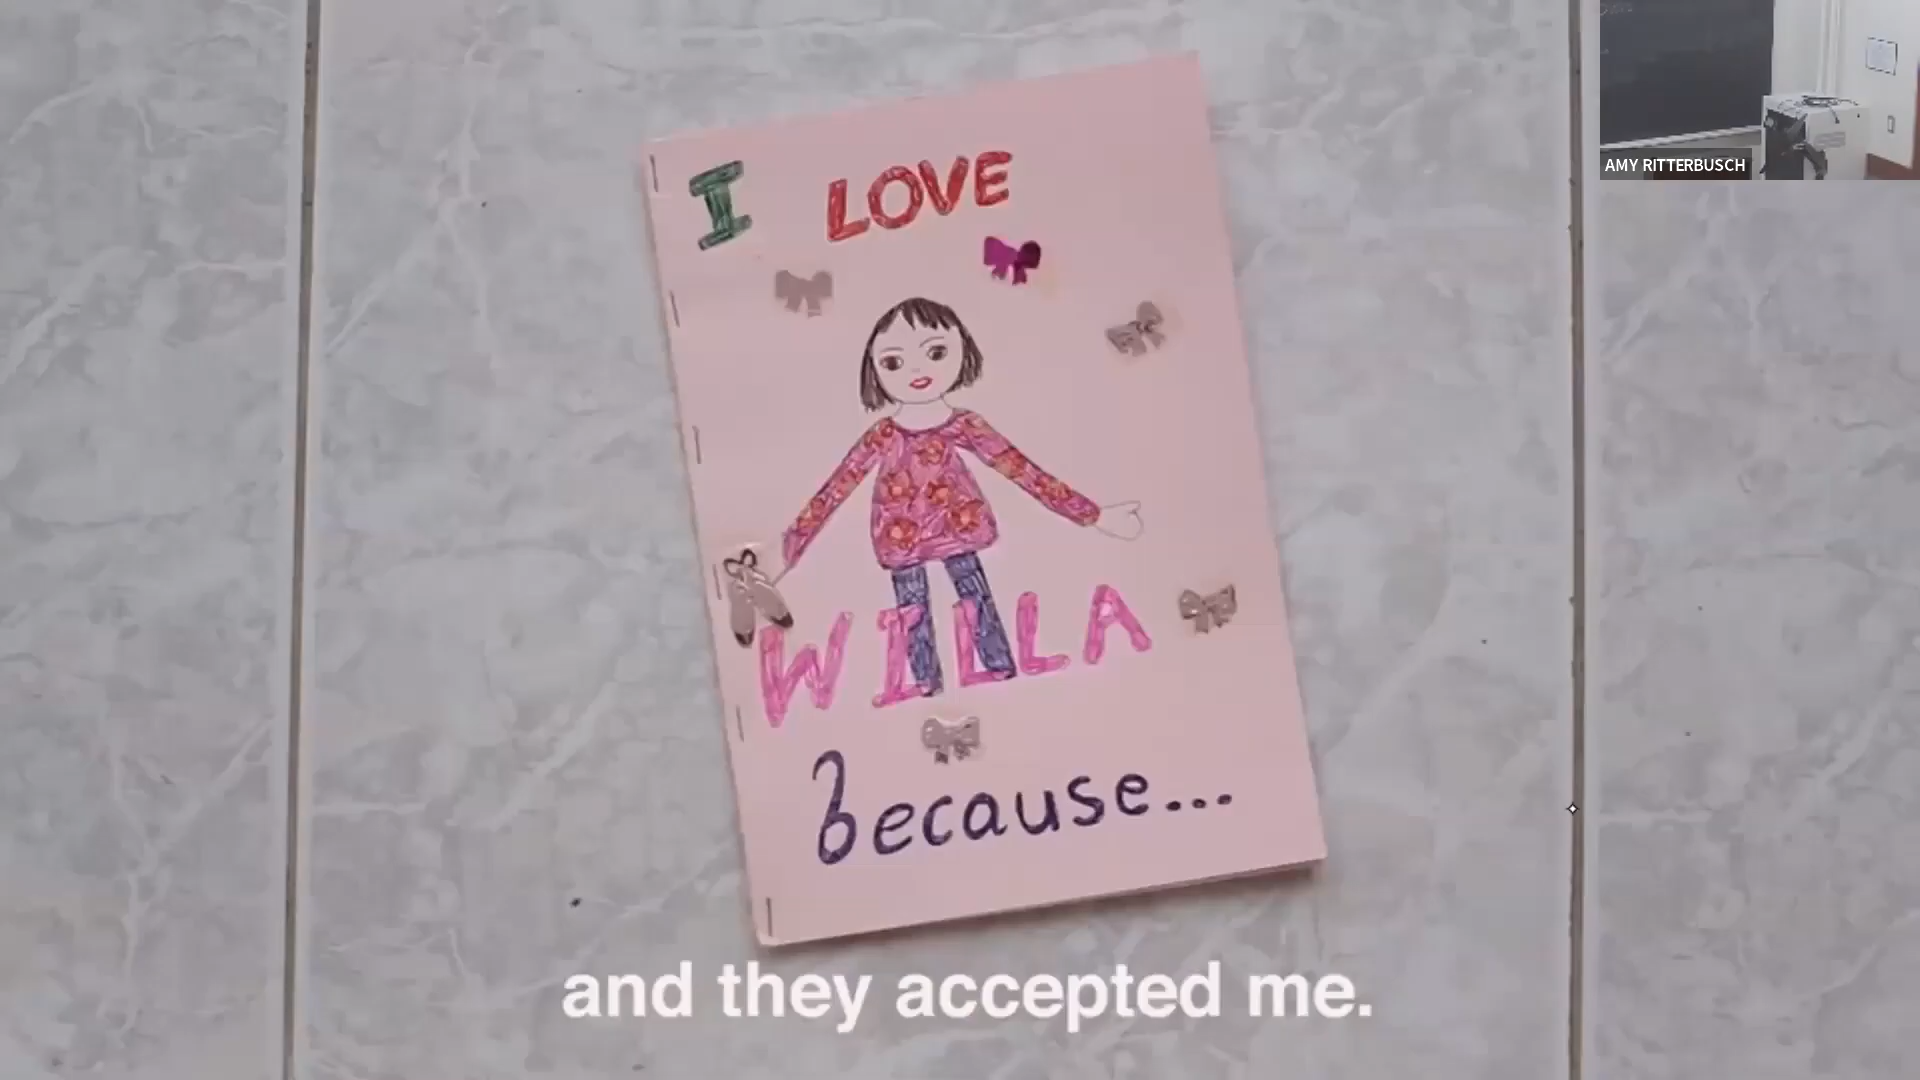 I LOVE
WILLA
because...
and they accepted me.
AMY RITTERBUSCH